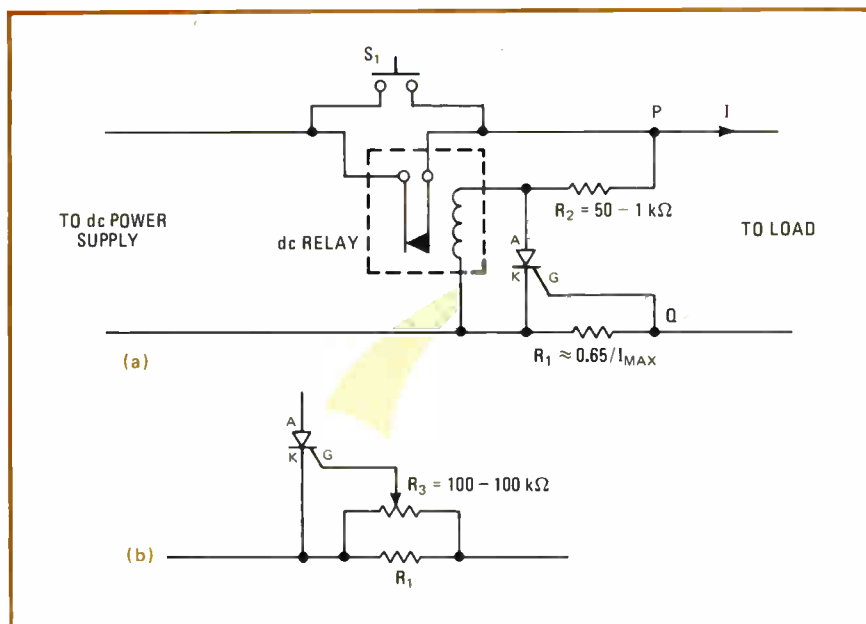 S₁
P
I
TO dc POWER
SUPPLY
dc RELAY
R₂ = 50 – 1 kΩ
TO LOAD
A
K
G
Q
R₁ ≈ 0.65/I_MAX
(a)
A
K
G
R₃ = 100 – 100 kΩ
(b)
R₁